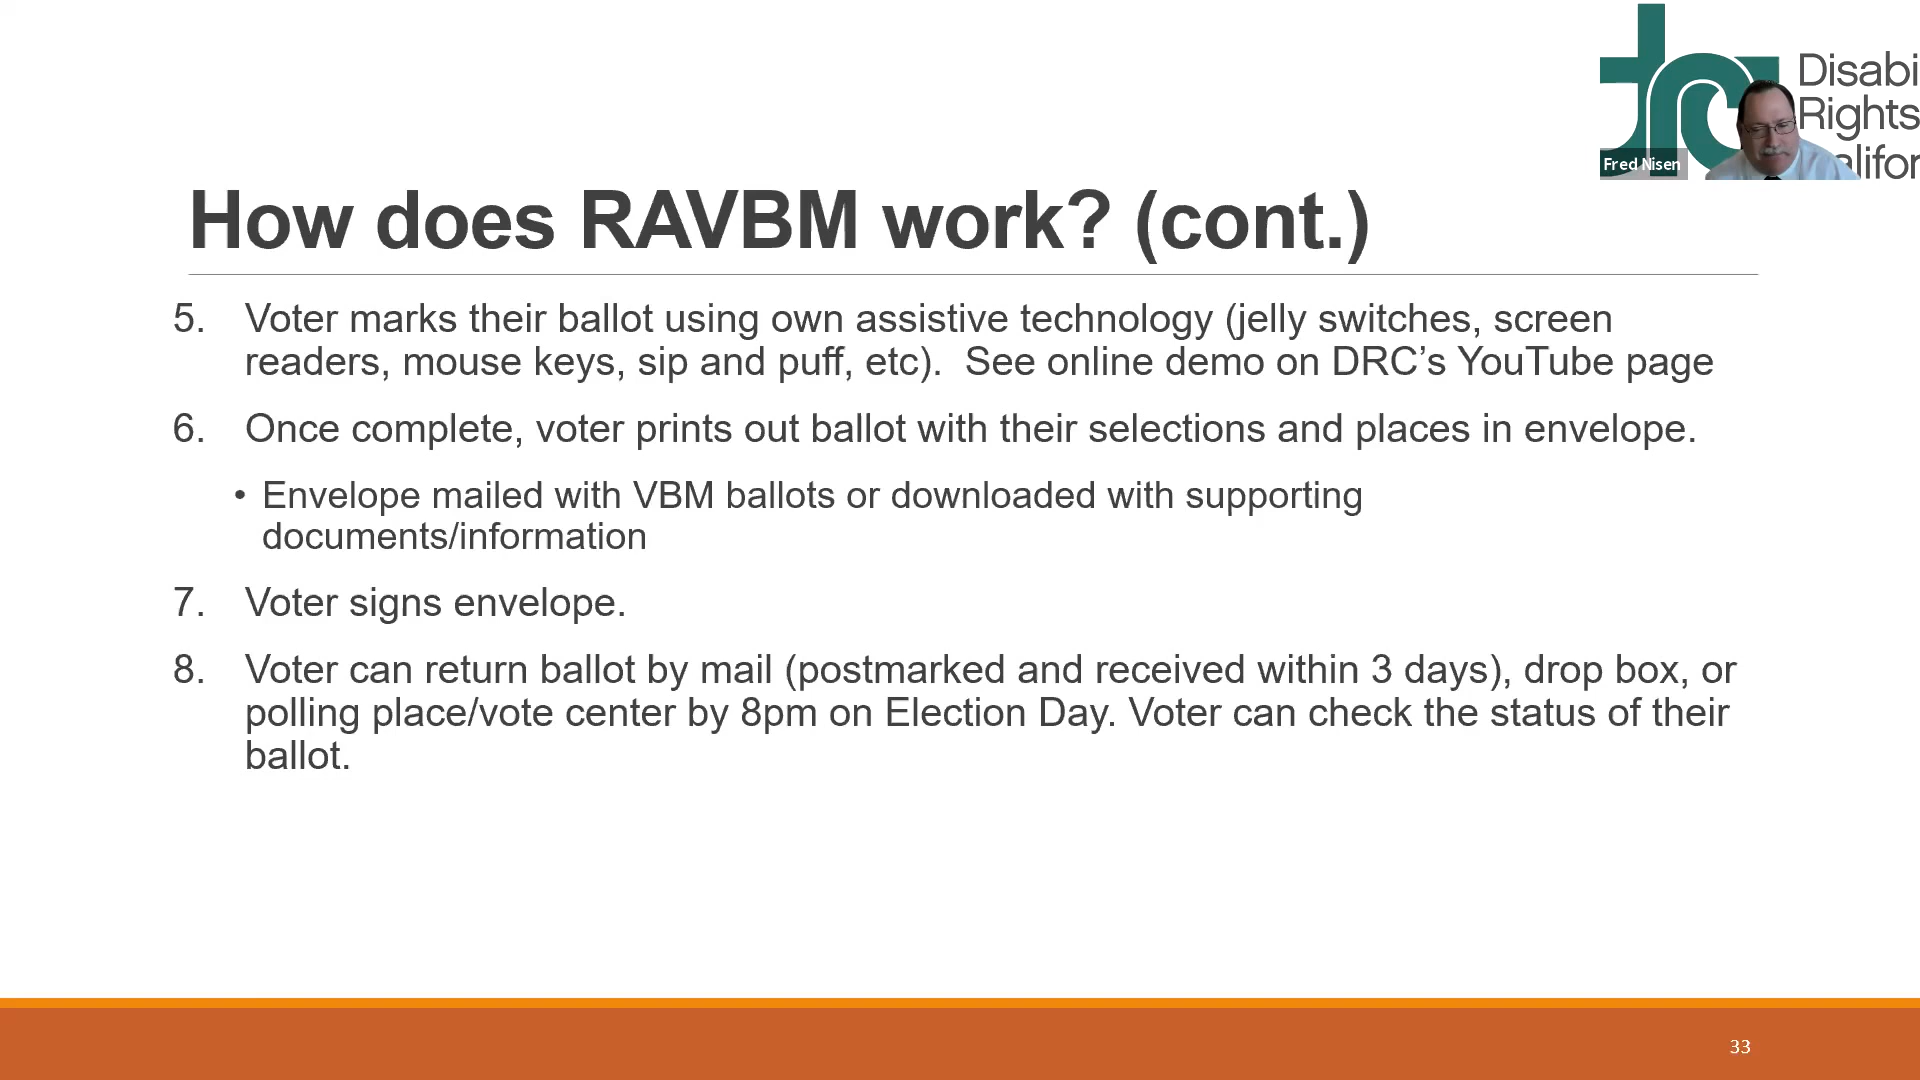 Disabi
Rights
alifor
Fred Nisen
How does RAVBM work? (cont.)
5. Voter marks their ballot using own assistive technology (jelly switches, screen
readers, mouse keys, sip and puff, etc).  See online demo on DRC’s YouTube page
6. Once complete, voter prints out ballot with their selections and places in envelope.
• Envelope mailed with VBM ballots or downloaded with supporting
documents/information
7. Voter signs envelope.
8. Voter can return ballot by mail (postmarked and received within 3 days), drop box, or
polling place/vote center by 8pm on Election Day. Voter can check the status of their
ballot.
33